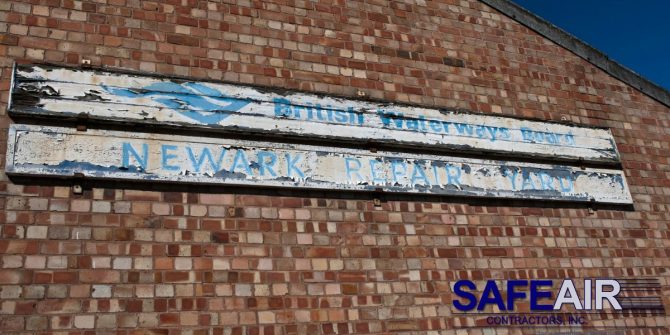 British Waterways Board
NEWARK REPAIR YARD
SAFEAIR
CONTRACTORS, INC.